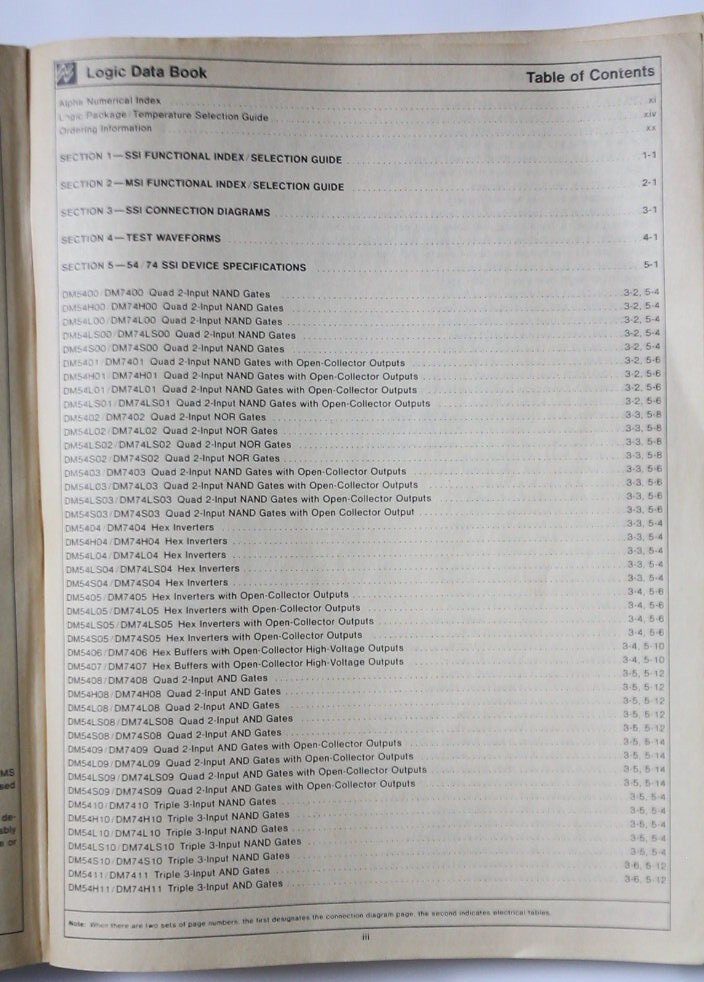 Logic Data Book
Table of Contents
Alpha Numerical Index xi
Logic Package/Temperature Selection Guide xiv
Ordering Information xx
SECTION 1—SSI FUNCTIONAL INDEX/SELECTION GUIDE 1-1
SECTION 2—MSI FUNCTIONAL INDEX/SELECTION GUIDE 2-1
SECTION 3—SSI CONNECTION DIAGRAMS 3-1
SECTION 4—TEST WAVEFORMS 4-1
SECTION 5—54/74 SSI DEVICE SPECIFICATIONS 5-1
DM5400/DM7400 Quad 2-Input NAND Gates 3-2, 5-4
DM54H00/DM74H00 Quad 2-Input NAND Gates 3-2, 5-4
DM54L00/DM74L00 Quad 2-Input NAND Gates 3-2, 5-4
DM54LS00/DM74LS00 Quad 2-Input NAND Gates 3-2, 5-4
DM54S00/DM74S00 Quad 2-Input NAND Gates 3-2, 5-4
DM5401/DM7401 Quad 2-Input NAND Gates with Open-Collector Outputs 3-2, 5-6
DM54H01/DM74H01 Quad 2-Input NAND Gates with Open-Collector Outputs 3-2, 5-6
DM54L01/DM74L01 Quad 2-Input NAND Gates with Open-Collector Outputs 3-2, 5-6
DM54LS01/DM74LS01 Quad 2-Input NAND Gates with Open-Collector Outputs 3-2, 5-6
DM5402/DM7402 Quad 2-Input NOR Gates 3-3, 5-8
DM54L02/DM74L02 Quad 2-Input NOR Gates 3-3, 5-8
DM54LS02/DM74LS02 Quad 2-Input NOR Gates 3-3, 5-8
DM54S02/DM74S02 Quad 2-Input NOR Gates 3-3, 5-8
DM5403/DM7403 Quad 2-Input NAND Gates with Open-Collector Outputs 3-3, 5-6
DM54L03/DM74L03 Quad 2-Input NAND Gates with Open-Collector Outputs 3-3, 5-6
DM54LS03/DM74LS03 Quad 2-Input NAND Gates with Open-Collector Outputs 3-3, 5-6
DM54S03/DM74S03 Quad 2-Input NAND Gates with Open Collector Output 3-3, 5-6
DM5404/DM7404 Hex Inverters 3-3, 5-4
DM54H04/DM74H04 Hex Inverters 3-3, 5-4
DM54L04/DM74L04 Hex Inverters 3-3, 5-4
DM54LS04/DM74LS04 Hex Inverters 3-3, 5-4
DM54S04/DM74S04 Hex Inverters 3-3, 5-4
DM5405/DM7405 Hex Inverters with Open-Collector Outputs 3-4, 5-6
DM54L05/DM74L05 Hex Inverters with Open-Collector Outputs 3-4, 5-6
DM54LS05/DM74LS05 Hex Inverters with Open-Collector Outputs 3-4, 5-6
DM54S05/DM74S05 Hex Inverters with Open-Collector Outputs 3-4, 5-6
DM5406/DM7406 Hex Buffers with Open-Collector High-Voltage Outputs 3-4, 5-10
DM5407/DM7407 Hex Buffers with Open-Collector High-Voltage Outputs 3-4, 5-10
DM5408/DM7408 Quad 2-Input AND Gates 3-5, 5-12
DM54H08/DM74H08 Quad 2-Input AND Gates 3-5, 5-12
DM54L08/DM74L08 Quad 2-Input AND Gates 3-5, 5-12
DM54LS08/DM74LS08 Quad 2-Input AND Gates 3-5, 5-12
DM54S08/DM74S08 Quad 2-Input AND Gates 3-5, 5-12
DM5409/DM7409 Quad 2-Input AND Gates with Open-Collector Outputs 3-5, 5-14
DM54L09/DM74L09 Quad 2-Input AND Gates with Open-Collector Outputs 3-5, 5-14
DM54LS09/DM74LS09 Quad 2-Input AND Gates with Open-Collector Outputs 3-5, 5-14
DM54S09/DM74S09 Quad 2-Input AND Gates with Open-Collector Outputs 3-5, 5-14
DM5410/DM7410 Triple 3-Input NAND Gates 3-5, 5-4
DM54H10/DM74H10 Triple 3-Input NAND Gates 3-5, 5-4
DM54L10/DM74L10 Triple 3-Input NAND Gates 3-5, 5-4
DM54LS10/DM74LS10 Triple 3-Input NAND Gates 3-5, 5-4
DM54S10/DM74S10 Triple 3-Input NAND Gates 3-5, 5-4
DM5411/DM7411 Triple 3-Input AND Gates 3-6, 5-12
DM54H11/DM74H11 Triple 3-Input AND Gates 3-6, 5-12
Note: When there are two sets of page numbers, the first designates the connection diagram page, the second indicates electrical tables.
iii
MS
sed
de-
ably
e or